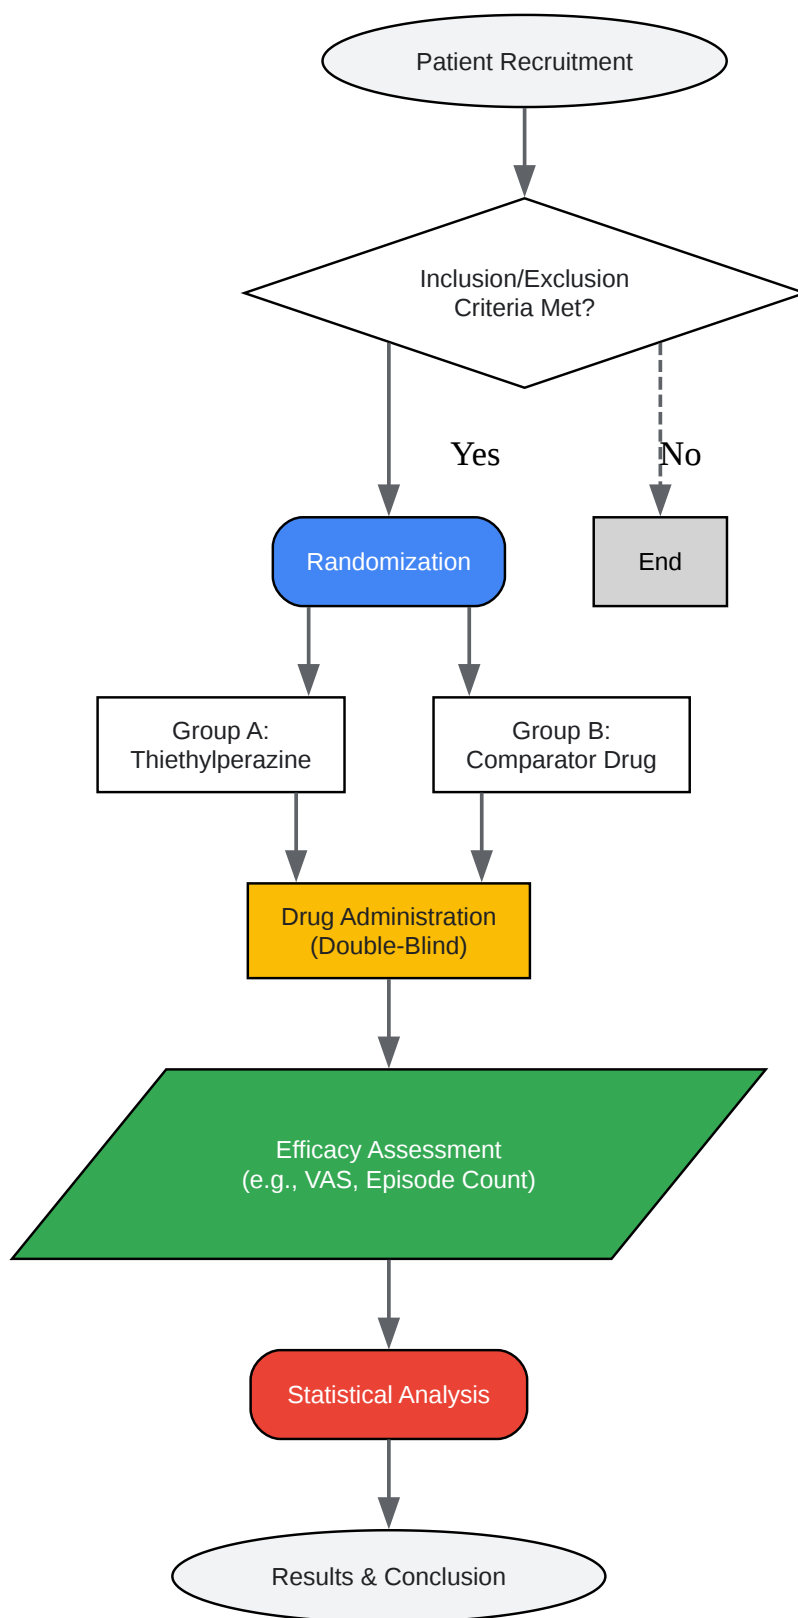 Patient Recruitment
Inclusion/Exclusion
Criteria Met?
Yes
No
Randomization
End
Group A:
Thiethylperazine
Group B:
Comparator Drug
Drug Administration
(Double-Blind)
Efficacy Assessment
(e.g., VAS, Episode Count)
Statistical Analysis
Results & Conclusion